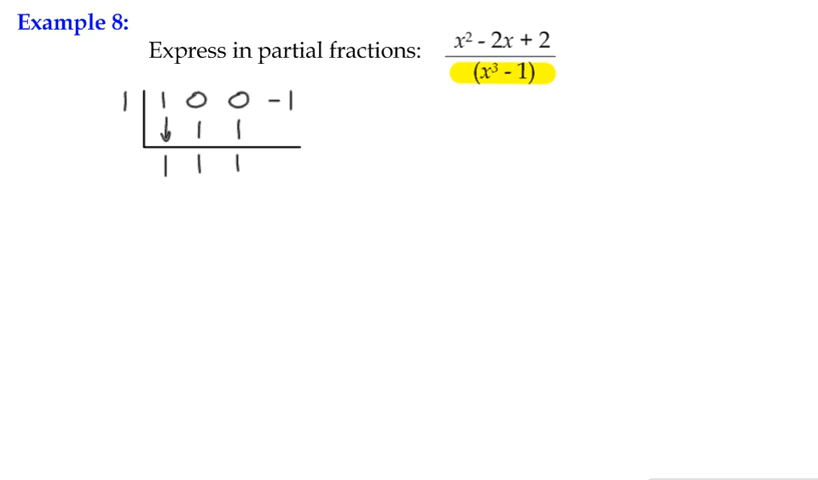 Example 8:
Express in partial fractions: x² - 2x + 2
(x³ - 1)
1 1 0 0 -1
↓ 1 1
1 1 1